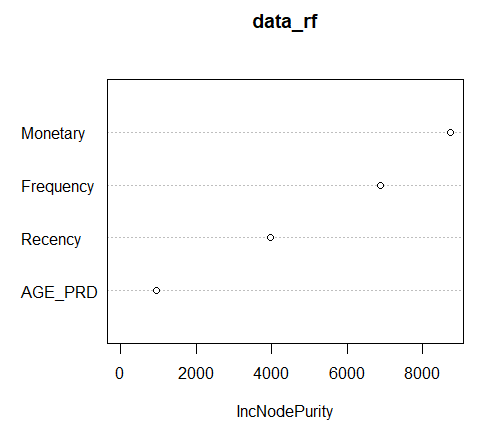 data_rf
Monetary
Frequency
Recency
AGE_PRD
0 2000 4000 6000 8000
IncNodePurity